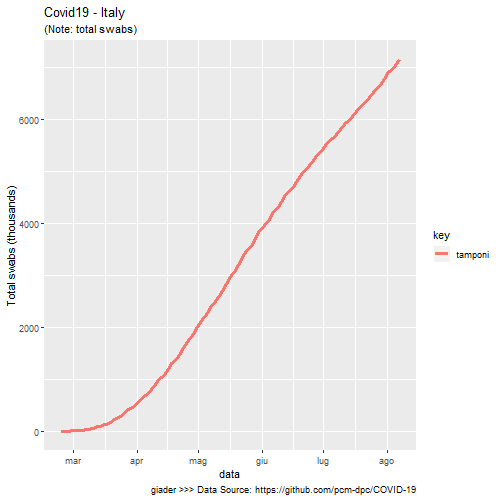 Covid19 - Italy
(Note: total swabs)
Total swabs (thousands)
6000
4000
2000
0
mar apr mag giu lug ago
data
key
tamponi
giader >>> Data Source: https://github.com/pcm-dpc/COVID-19